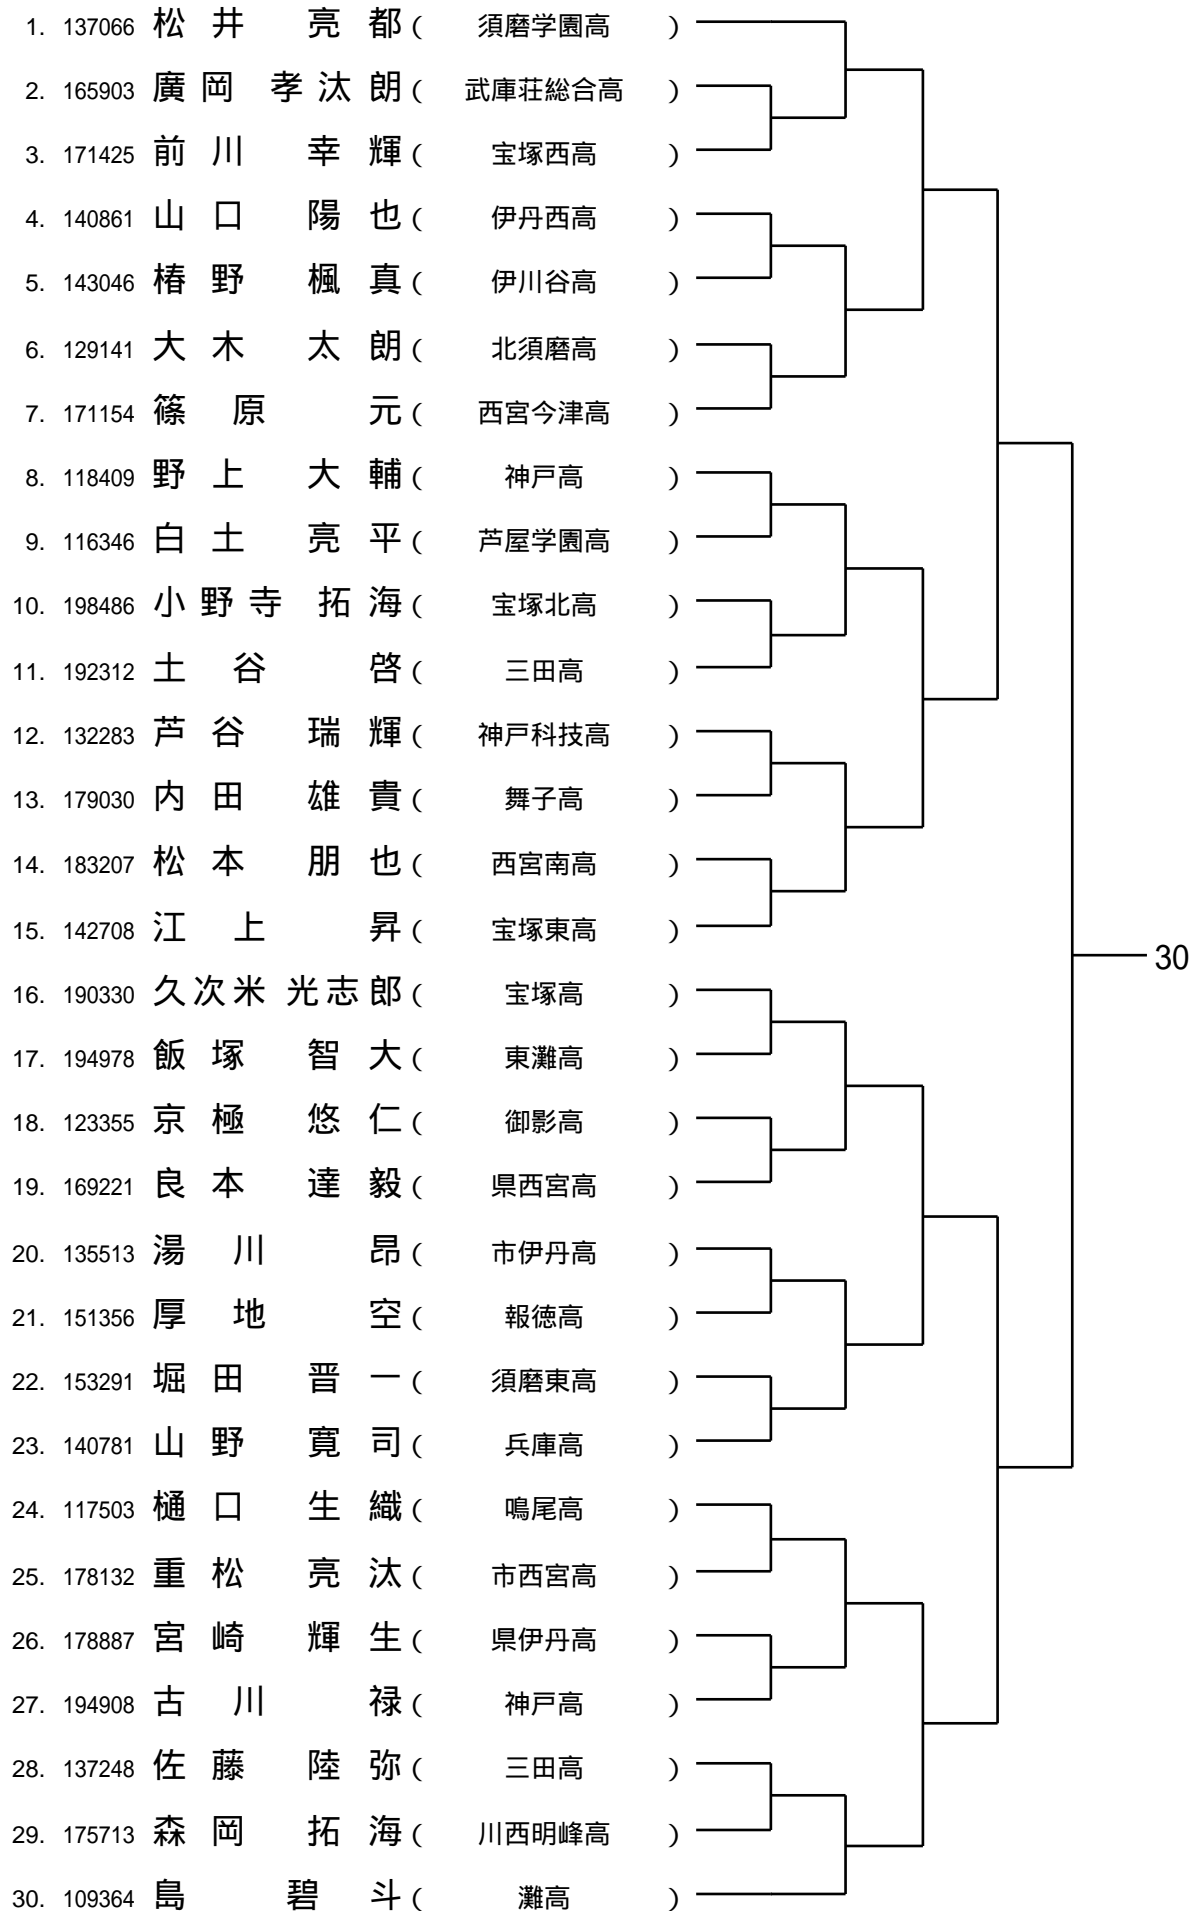 1. 137066 松井 亮都 ( 須磨学園高 )
2. 165903 廣岡 孝汰朗 ( 武庫荘総合高 )
3. 171425 前川 幸輝 ( 宝塚西高 )
4. 140861 山口 陽也 ( 伊丹西高 )
5. 143046 椿野 楓真 ( 伊川谷高 )
6. 129141 大木 太朗 ( 北須磨高 )
7. 171154 篠原 元 ( 西宮今津高 )
8. 118409 野上 大輔 ( 神戸高 )
9. 116346 白土 亮平 ( 芦屋学園高 )
10. 198486 小野寺 拓海 ( 宝塚北高 )
11. 192312 土谷 啓 ( 三田高 )
12. 132283 芦谷 瑞輝 ( 神戸科技高 )
13. 179030 内田 雄貴 ( 舞子高 )
14. 183207 松本 朋也 ( 西宮南高 )
15. 142708 江上 昇 ( 宝塚東高 )
30
16. 190330 久次米 光志郎 ( 宝塚高 )
17. 194978 飯塚 智大 ( 東灘高 )
18. 123355 京極 悠仁 ( 御影高 )
19. 169221 良本 達毅 ( 県西宮高 )
20. 135513 湯川 昂 ( 市伊丹高 )
21. 151356 厚地 空 ( 報徳高 )
22. 153291 堀田 晋一 ( 須磨東高 )
23. 140781 山野 寛司 ( 兵庫高 )
24. 117503 樋口 生織 ( 鳴尾高 )
25. 178132 重松 亮汰 ( 市西宮高 )
26. 178887 宮崎 輝生 ( 県伊丹高 )
27. 194908 古川 禄 ( 神戸高 )
28. 137248 佐藤 陸弥 ( 三田高 )
29. 175713 森岡 拓海 ( 川西明峰高 )
30. 109364 島 碧斗 ( 灘高 )